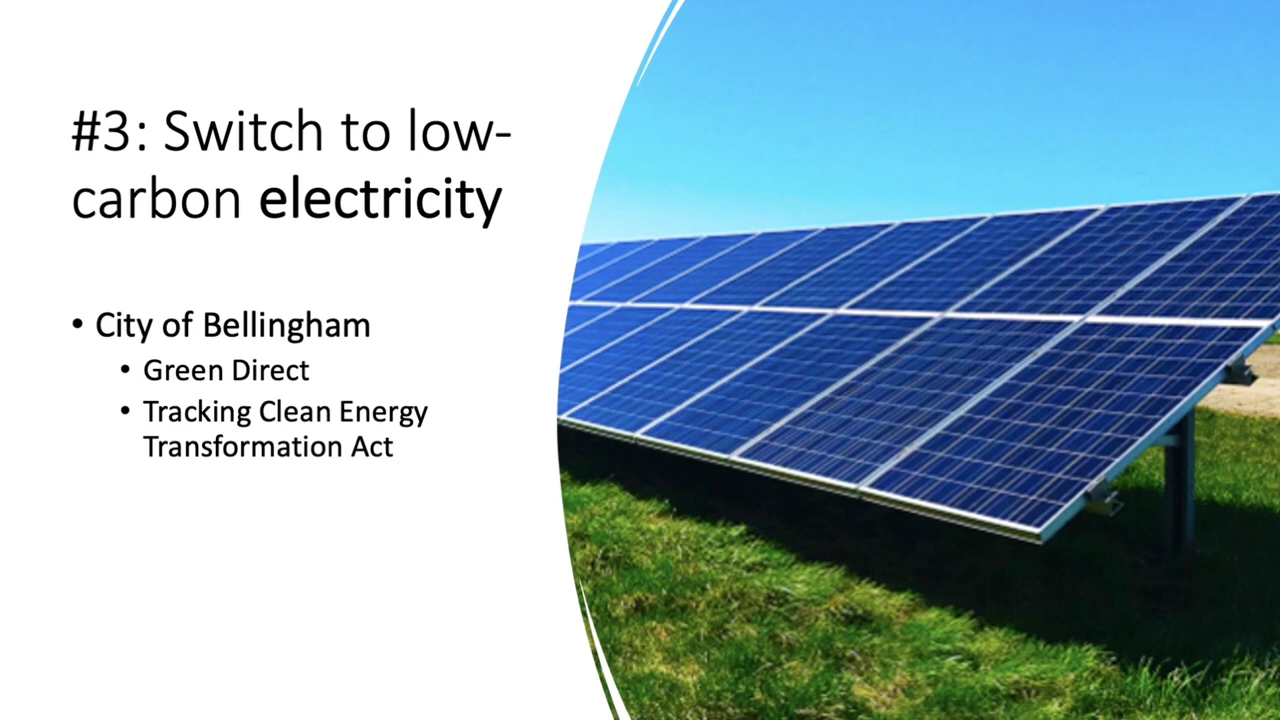 #3: Switch to low-
carbon electricity
• City of Bellingham
• Green Direct
• Tracking Clean Energy
Transformation Act